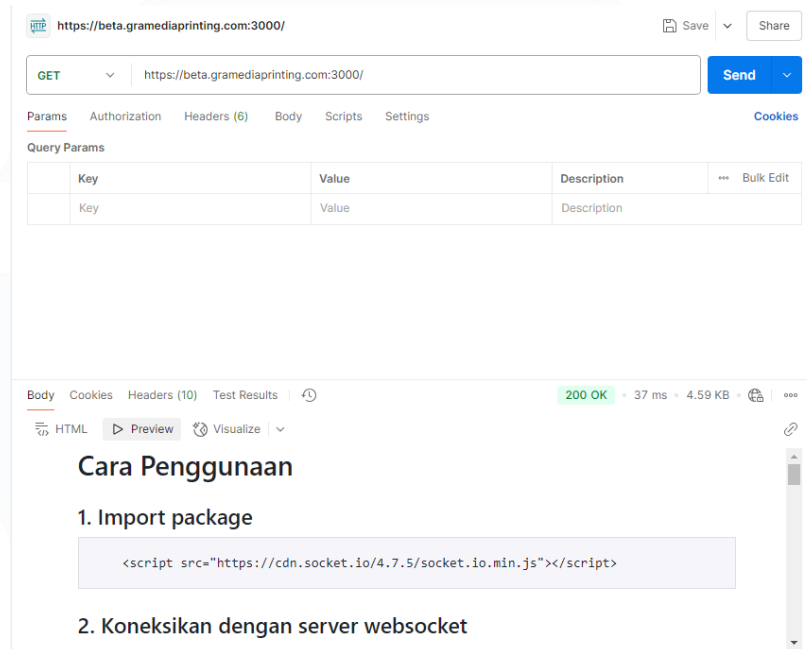 HTTP https://beta.gramediaprinting.com:3000/ Save Share
GET https://beta.gramediaprinting.com:3000/ Send
Params Authorization Headers (6) Body Scripts Settings Cookies
Query Params
Key Value Description Bulk Edit
Key Value Description
Body Cookies Headers (10) Test Results 200 OK 37 ms 4.59 KB
HTML Preview Visualize
Cara Penggunaan
1. Import package
<script src="https://cdn.socket.io/4.7.5/socket.io.min.js"></script>
2. Koneksikan dengan server websocket